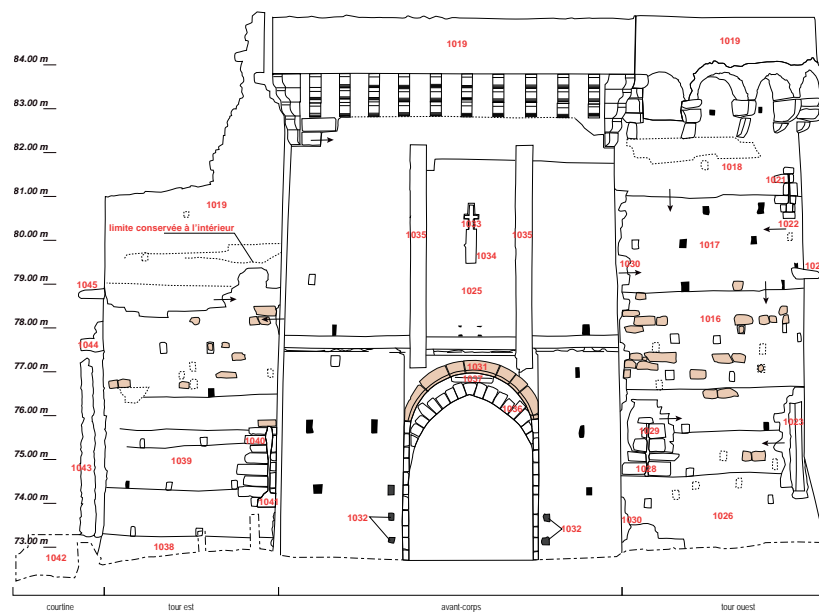 1019
1019
84.00 m
83.00 m
82.00 m
1018
1021
81.00 m
1019
1033
1022
limite conservée à l'intérieur
1035
1035
80.00 m
1017
1034
1030
79.00 m
1045
1025
78.00 m
1016
1044
77.00 m
1031
1037
76.00 m
1036
1023
1029
1040
75.00 m
1039
1043
1028
74.00 m
1041
1032
1032
1030
1026
73.00 m
1038
1042
courtine
tour est
avant-corps
tour ouest